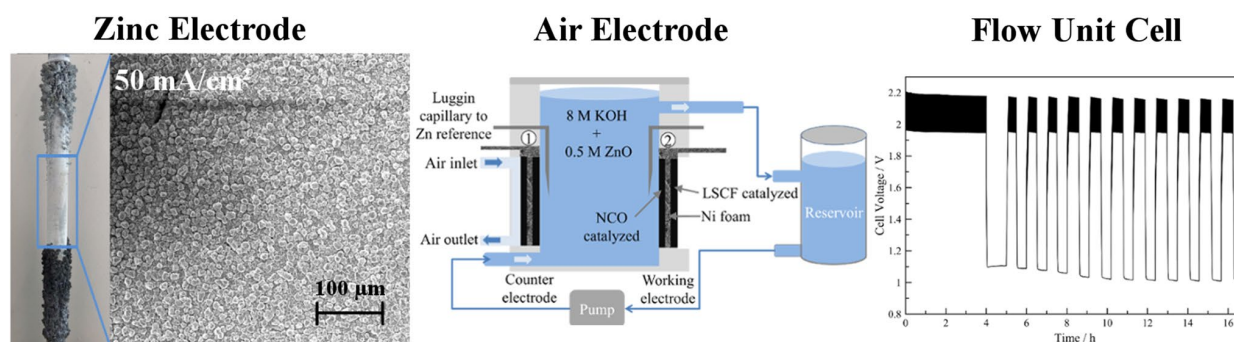 Zinc Electrode
50 mA/cm²
100 µm
Air Electrode
Luggin
capillary to
Zn reference
Air inlet
Air outlet
8 M KOH
+
0.5 M ZnO
①
②
LSCF catalyzed
Ni foam
NCO
catalyzed
Reservoir
Counter
electrode
Working
electrode
Pump
Flow Unit Cell
Cell Voltage / V
2.2
2
1.8
1.6
1.4
1.2
1
0.8
0 2 4 6 8 10 12 14 16
Time / h